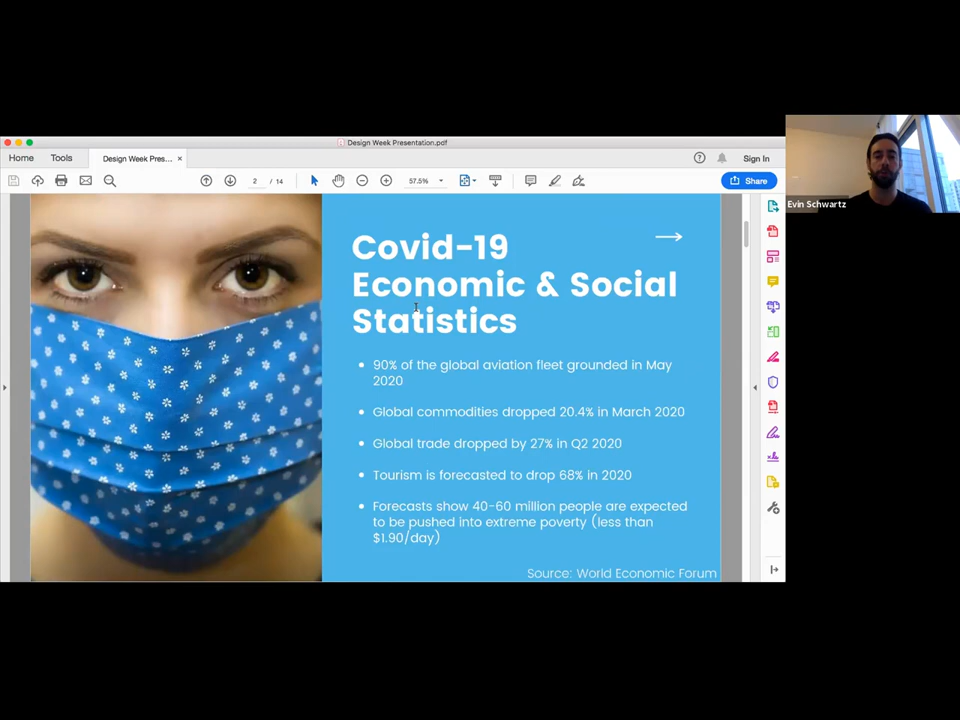 Design Week Presentation.pdf
Home
Tools
Design Week Pres...
Sign In
2 / 14
57.5%
Share
Evin Schwartz
Covid-19
Economic & Social
Statistics
90% of the global aviation fleet grounded in May
2020
Global commodities dropped 20.4% in March 2020
Global trade dropped by 27% in Q2 2020
Tourism is forecasted to drop 68% in 2020
Forecasts show 40-60 million people are expected
to be pushed into extreme poverty (less than
$1.90/day)
Source: World Economic Forum